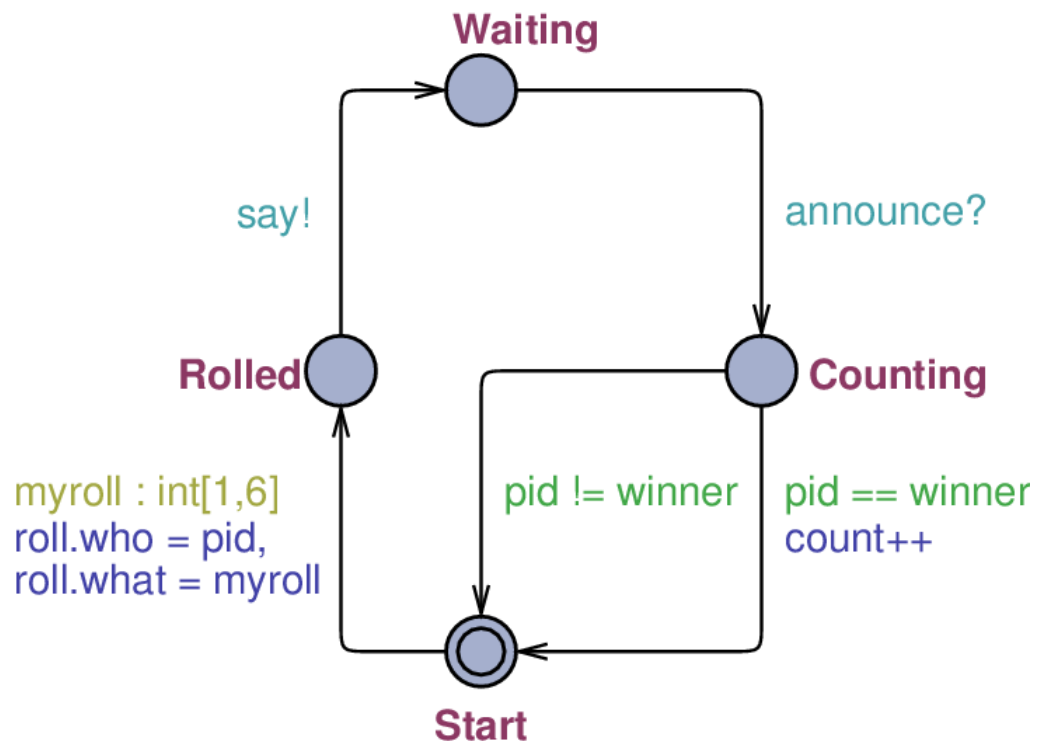 Waiting
say!
announce?
Rolled
Counting
myroll : int[1,6]
roll.who = pid,
roll.what = myroll
pid != winner
pid == winner
count++
Start